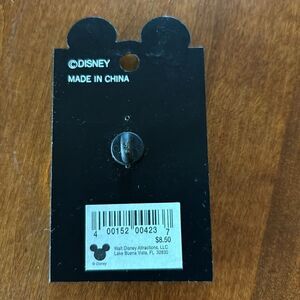 ©DISNEY
MADE IN CHINA
4 00152 00423 7
$8.50
Walt Disney Attractions, LLC
Lake Buena Vista, FL 32830
© Disney